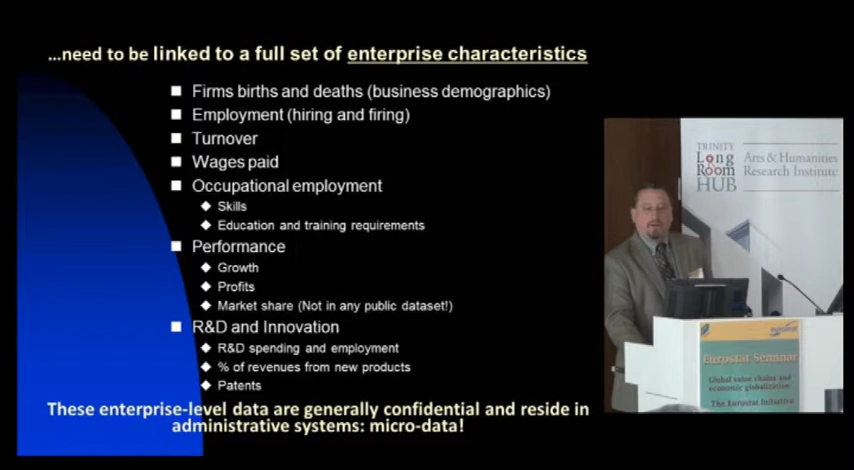 ...need to be linked to a full set of enterprise characteristics
Firms births and deaths (business demographics)
Employment (hiring and firing)
Turnover
Wages paid
Occupational employment
Skills
Education and training requirements
Performance
Growth
Profits
Market share (Not in any public dataset!)
R&D and Innovation
R&D spending and employment
% of revenues from new products
Patents
These enterprise-level data are generally confidential and reside in
administrative systems: micro-data!
TRINITY
Long
Room
HUB
Arts & Humanities
Research Institute
eurostat
Eurostat Seminar
Global value chains and
economic globalization
The Eurostat Initiative